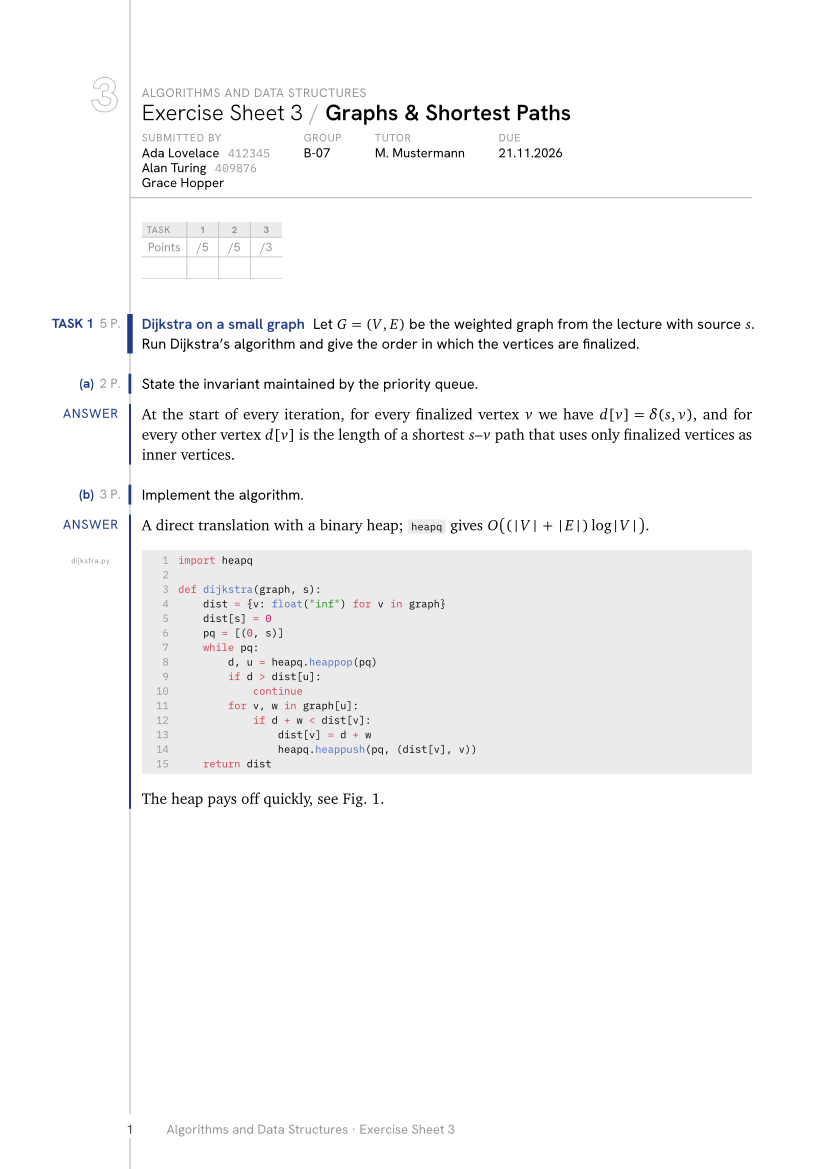 3
ALGORITHMS AND DATA STRUCTURES
Exercise Sheet 3 / Graphs & Shortest Paths
SUBMITTED BY GROUP TUTOR DUE
Ada Lovelace 412345 B-07 M. Mustermann 21.11.2026
Alan Turing 409876
Grace Hopper
TASK 1 2 3
Points /5 /5 /3
TASK 1 5 P. Dijkstra on a small graph Let G = (V, E) be the weighted graph from the lecture with source s.
Run Dijkstra’s algorithm and give the order in which the vertices are finalized.
(a) 2 P. State the invariant maintained by the priority queue.
ANSWER At the start of every iteration, for every finalized vertex v we have d[v] = δ(s, v), and for
every other vertex d[v] is the length of a shortest s–v path that uses only finalized vertices as
inner vertices.
(b) 3 P. Implement the algorithm.
ANSWER A direct translation with a binary heap; heapq gives O((|V| + |E|) log|V|).
dijkstra.py
1 import heapq
2
3 def dijkstra(graph, s):
4     dist = {v: float("inf") for v in graph}
5     dist[s] = 0
6     pq = [(0, s)]
7     while pq:
8         d, u = heapq.heappop(pq)
9         if d > dist[u]:
10             continue
11         for v, w in graph[u]:
12             if d + w < dist[v]:
13                 dist[v] = d + w
14                 heapq.heappush(pq, (dist[v], v))
15     return dist
The heap pays off quickly, see Fig. 1.
1 Algorithms and Data Structures · Exercise Sheet 3